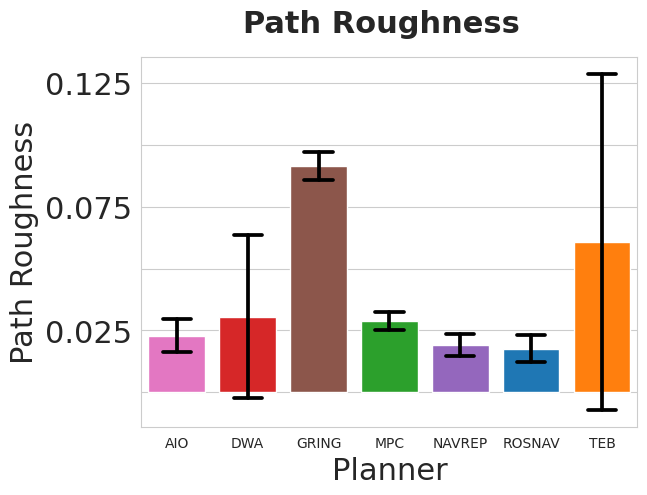 Path Roughness
0.125
0.075
0.025
Path Roughness
AIO DWA GRING MPC NAVREP ROSNAV TEB
Planner